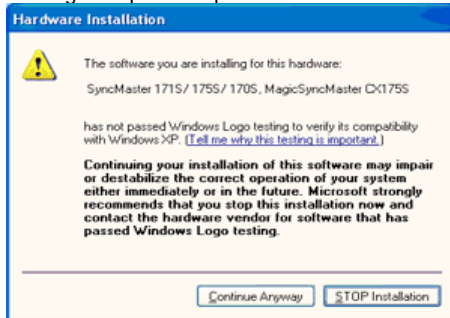 Hardware Installation
The software you are installing for this hardware:
SyncMaster 171S/ 175S/ 170S, MagicSyncMaster CX175S
has not passed Windows Logo testing to verify its compatibility
with Windows XP. (Tell me why this testing is important.)
Continuing your installation of this software may impair
or destabilize the correct operation of your system
either immediately or in the future. Microsoft strongly
recommends that you stop this installation now and
contact the hardware vendor for software that has
passed Windows Logo testing.
Continue Anyway
STOP Installation